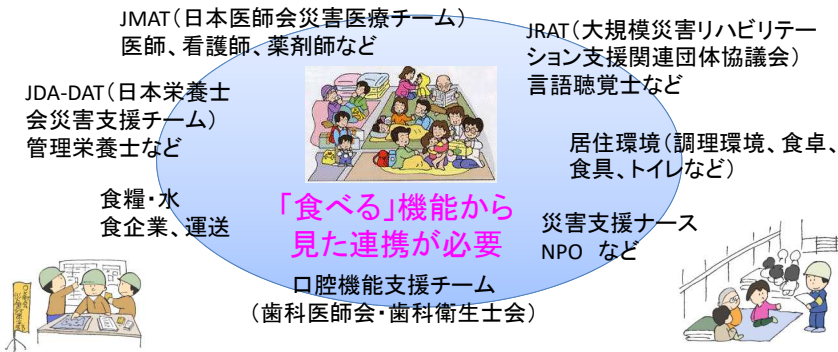 JMAT（日本医師会災害医療チーム）
医師、看護師、薬剤師など
JRAT（大規模災害リハビリテー
ション支援関連団体協議会）
言語聴覚士など
JDA-DAT（日本栄養士
会災害支援チーム）
管理栄養士など
居住環境（調理環境、食卓、
食具、トイレなど）
食糧・水
食企業、運送
「食べる」機能から
見た連携が必要
災害支援ナース
NPO　など
口腔機能支援チーム
（歯科医師会・歯科衛生士会）